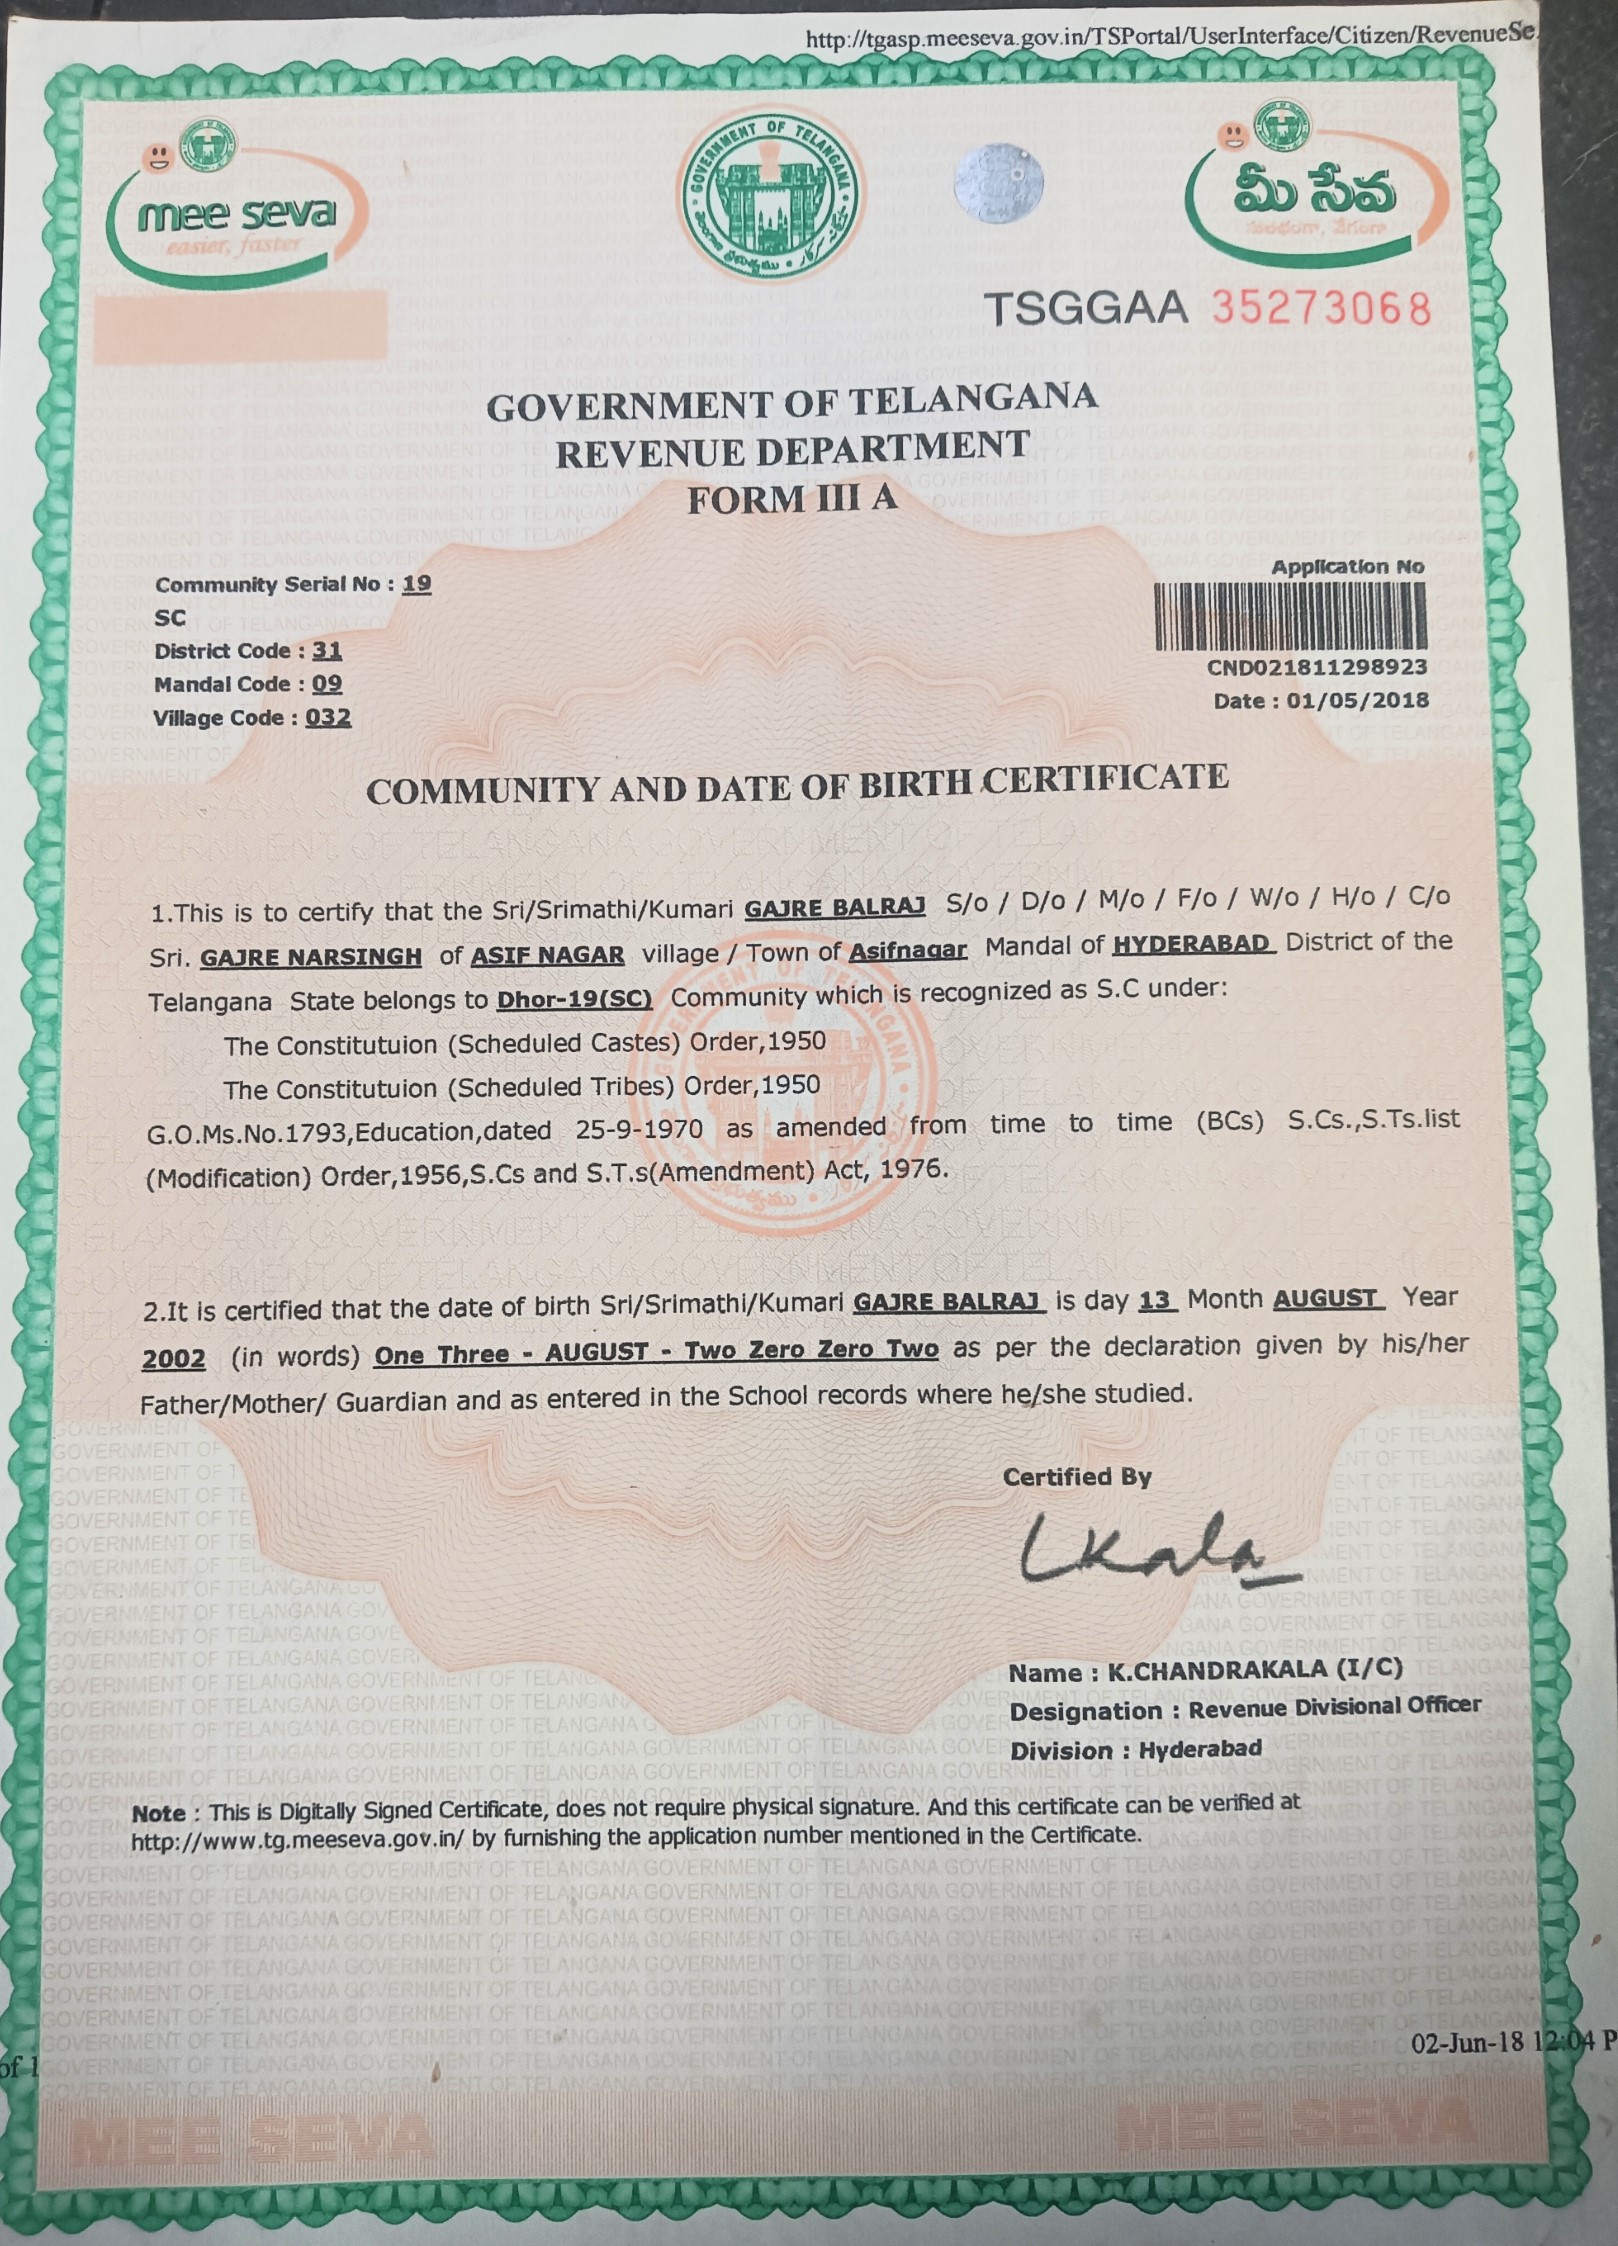 http://tgasp.meeseva.gov.in/TSPortal/UserInterface/Citizen/RevenueSe
mee seva
easier, faster
GOVERNMENT OF TELANGANA
మీ సేవ
TSGGAA 35273068
GOVERNMENT OF TELANGANA
REVENUE DEPARTMENT
FORM III A
Community Serial No : 19
SC
District Code : 31
Mandal Code : 09
Village Code : 032
Application No
CND021811298923
Date : 01/05/2018
COMMUNITY AND DATE OF BIRTH CERTIFICATE
1.This is to certify that the Sri/Srimathi/Kumari GAJRE BALRAJ S/o / D/o / M/o / F/o / W/o / H/o / C/o
Sri. GAJRE NARSINGH of ASIF NAGAR village / Town of Asifnagar Mandal of HYDERABAD District of the
Telangana State belongs to Dhor-19(SC) Community which is recognized as S.C under:
The Constitutuion (Scheduled Castes) Order,1950
The Constitutuion (Scheduled Tribes) Order,1950
G.O.Ms.No.1793,Education,dated 25-9-1970 as amended from time to time (BCs) S.Cs.,S.Ts.list
(Modification) Order,1956,S.Cs and S.T.s(Amendment) Act, 1976.
2.It is certified that the date of birth Sri/Srimathi/Kumari GAJRE BALRAJ is day 13 Month AUGUST Year
2002 (in words) One Three - AUGUST - Two Zero Zero Two as per the declaration given by his/her
Father/Mother/ Guardian and as entered in the School records where he/she studied.
Certified By
Lkala
Name : K.CHANDRAKALA (I/C)
Designation : Revenue Divisional Officer
Division : Hyderabad
Note : This is Digitally Signed Certificate, does not require physical signature. And this certificate can be verified at
http://www.tg.meeseva.gov.in/ by furnishing the application number mentioned in the Certificate.
of 1
02-Jun-18 12:04 P
MEE SEVA
MEE SEVA